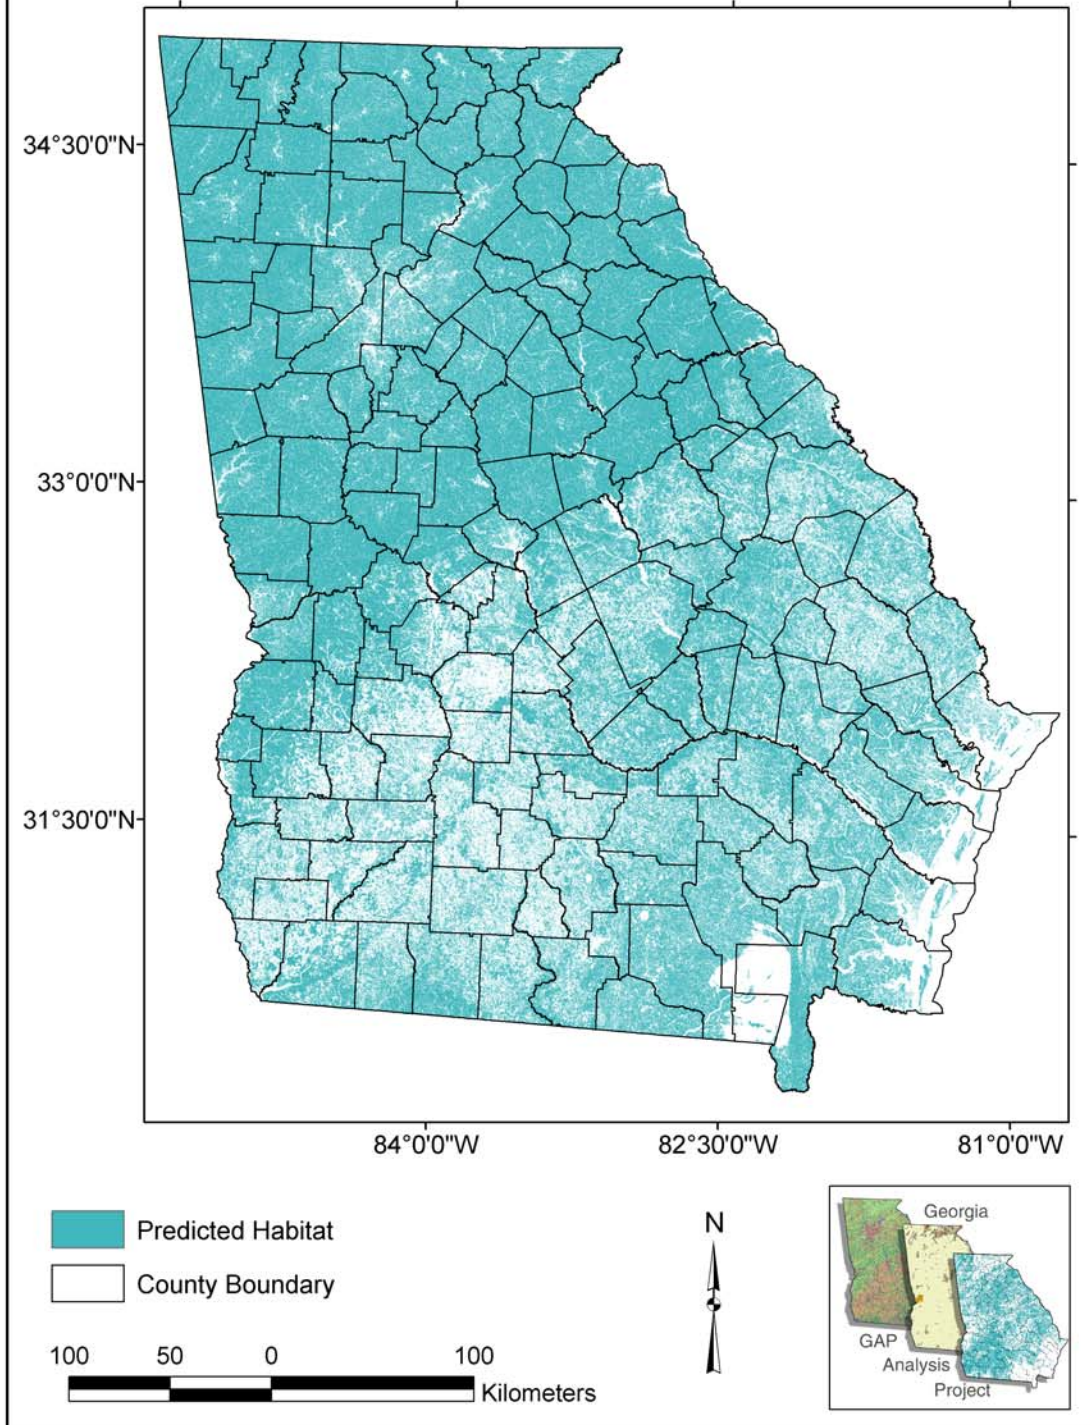 34°30'0"N
33°0'0"N
31°30'0"N
84°0'0"W 82°30'0"W 81°0'0"W
Predicted Habitat
County Boundary
100 50 0 100
Kilometers
N
Georgia
GAP
Analysis
Project